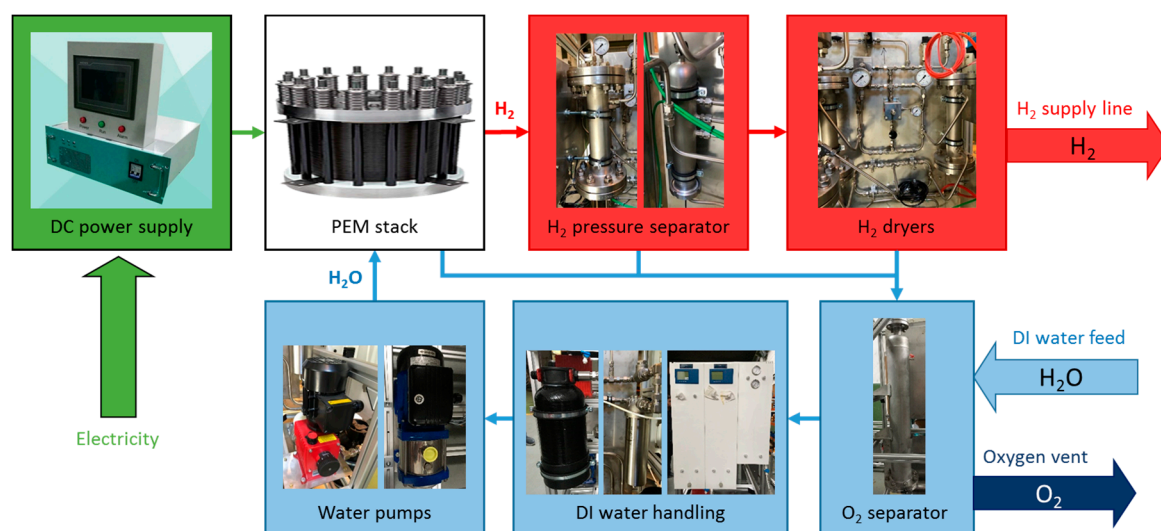 H₂
H₂ supply line
H₂
DC power supply
PEM stack
H₂ pressure separator
H₂ dryers
H₂O
DI water feed
H₂O
Electricity
Oxygen vent
O₂
Water pumps
DI water handling
O₂ separator